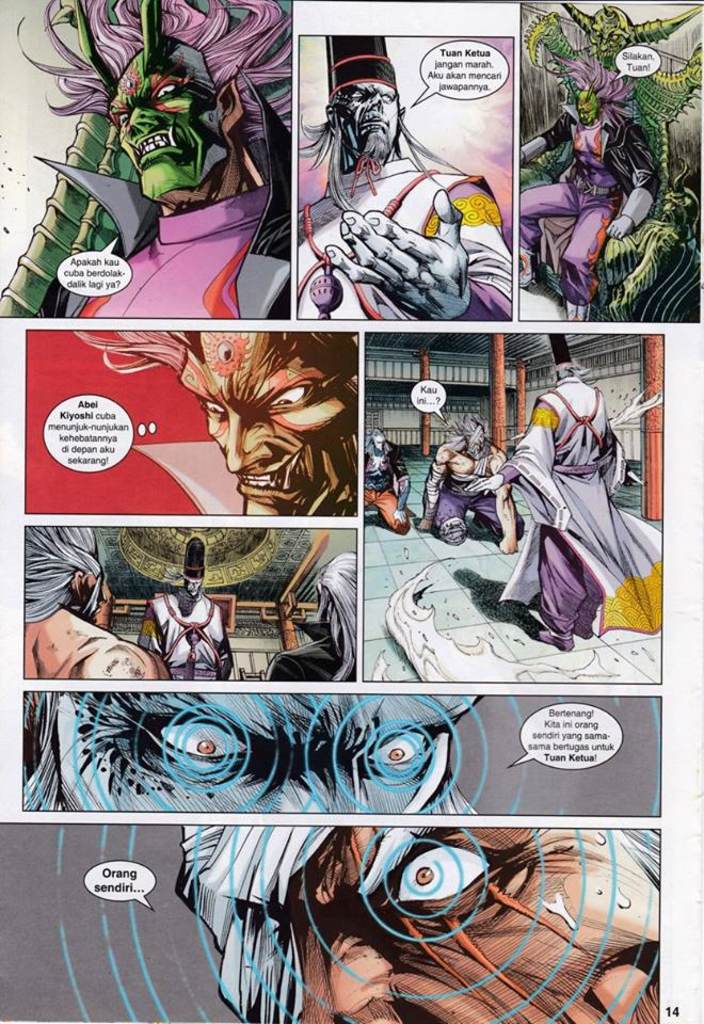 Apakah kau
cuba berdolak-
dalik lagi ya?
Tuan Ketua
jangan marah.
Aku akan mencari
jawapannya.
Silakan,
Tuan!
Abei
Kiyoshi cuba
menunjuk-nunjuk
kehebatannya
di depan aku
sekarang!
Kau
ini...?
Bertenang!
Kita ini orang
sendiri yang sama-
sama bertugas untuk
Tuan Ketua!
Orang
sendiri...
14